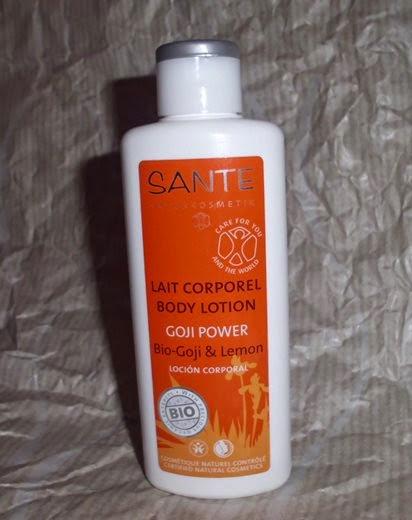 SANTE
NATURKOSMETIK
CARE FOR YOU
AND THE WORLD
LAIT CORPOREL
BODY LOTION
GOJI POWER
Bio-Goji & Lemon
LOCIÓN CORPORAL
BIO
COSMÉTIQUE NATUREL CONTRÔLÉ
CERTIFIED NATURAL COSMETICS